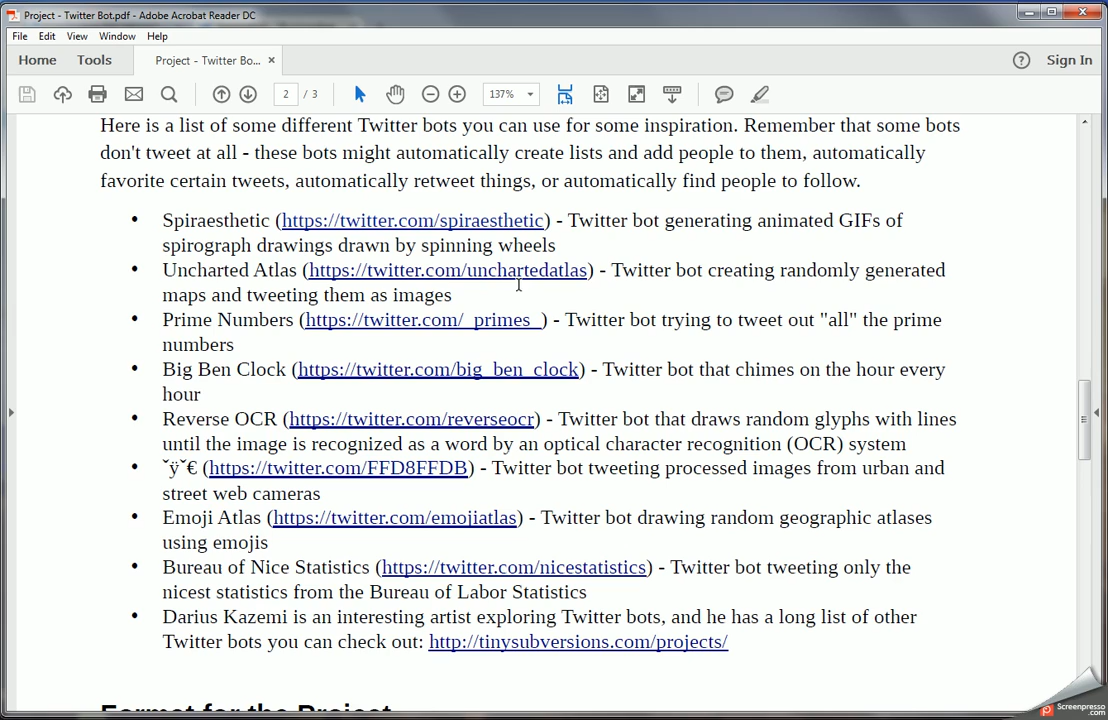 Project - Twitter Bot.pdf - Adobe Acrobat Reader DC
File Edit View Window Help
Home Tools Project - Twitter Bo... × ? Sign In
2 / 3 137%
Here is a list of some different Twitter bots you can use for some inspiration. Remember that some bots
don't tweet at all - these bots might automatically create lists and add people to them, automatically
favorite certain tweets, automatically retweet things, or automatically find people to follow.
• Spiraesthetic (https://twitter.com/spiraesthetic) - Twitter bot generating animated GIFs of
spirograph drawings drawn by spinning wheels
• Uncharted Atlas (https://twitter.com/unchartedatlas) - Twitter bot creating randomly generated
maps and tweeting them as images
• Prime Numbers (https://twitter.com/_primes_) - Twitter bot trying to tweet out "all" the prime
numbers
• Big Ben Clock (https://twitter.com/big_ben_clock) - Twitter bot that chimes on the hour every
hour
• Reverse OCR (https://twitter.com/reverseocr) - Twitter bot that draws random glyphs with lines
until the image is recognized as a word by an optical character recognition (OCR) system
• ˇÿˇ€ (https://twitter.com/FFD8FFDB) - Twitter bot tweeting processed images from urban and
street web cameras
• Emoji Atlas (https://twitter.com/emojiatlas) - Twitter bot drawing random geographic atlases
using emojis
• Bureau of Nice Statistics (https://twitter.com/nicestatistics) - Twitter bot tweeting only the
nicest statistics from the Bureau of Labor Statistics
• Darius Kazemi is an interesting artist exploring Twitter bots, and he has a long list of other
Twitter bots you can check out: http://tinysubversions.com/projects/
Format for the Project
Screenpresso
.com